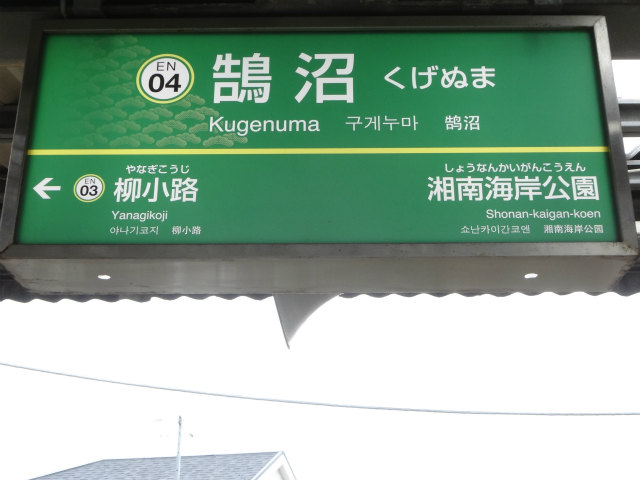 EN
04
鵠沼 くげぬま
Kugenuma 구게누마 鹄沼
やなぎこうじ
← EN 03 柳小路
Yanagikoji
야나기코지 柳小路
しょうなんかいがんこうえん
湘南海岸公園
Shonan-kaigan-koen
쇼난카이간코엔 湘南海岸公园